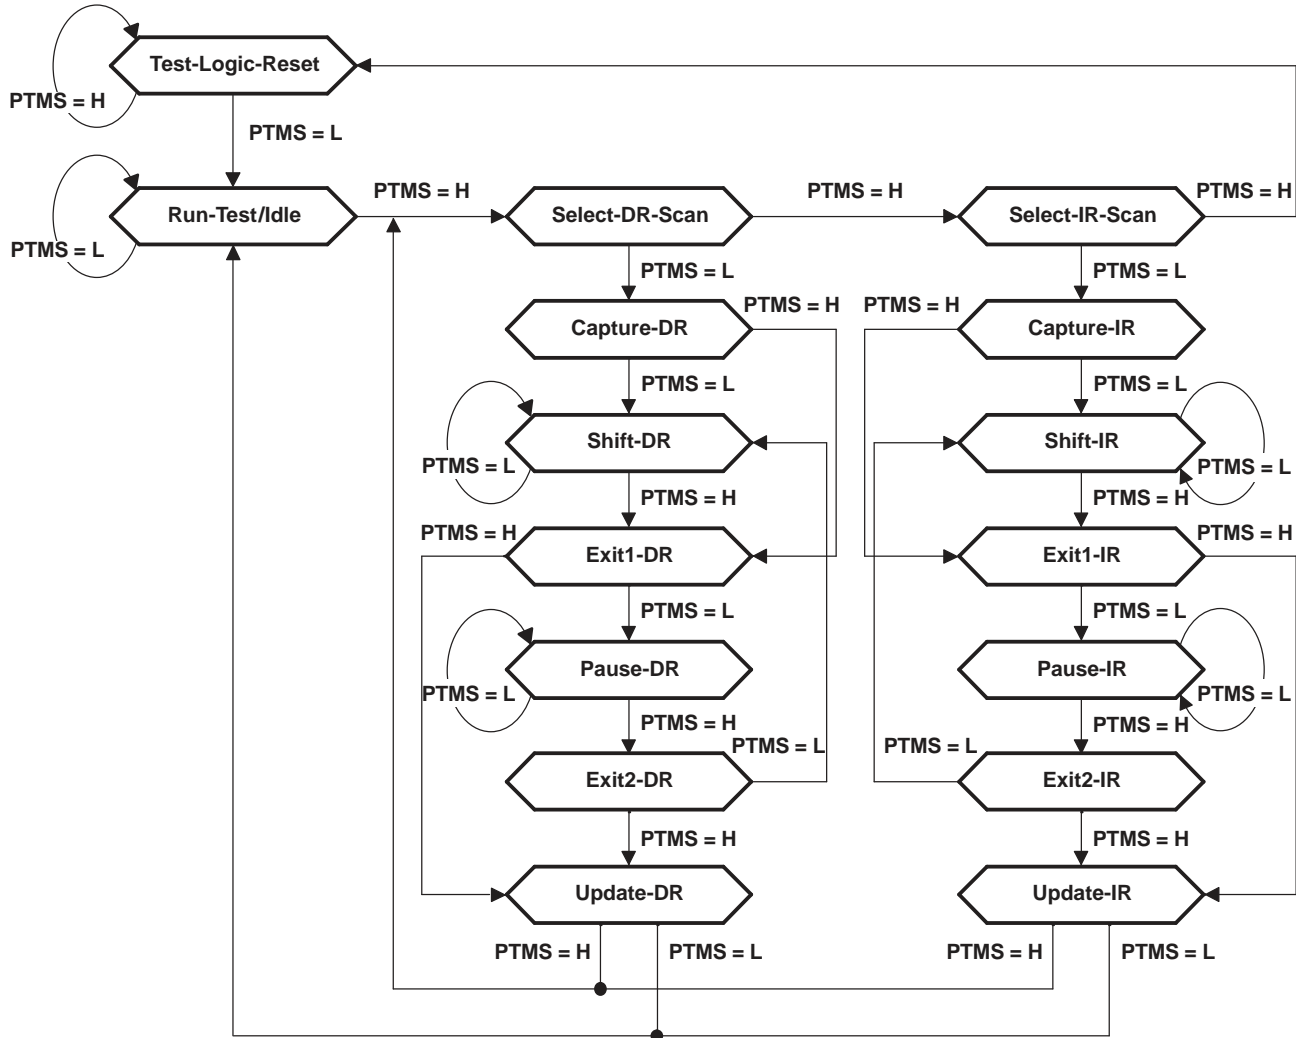 Test-Logic-Reset
PTMS = H
PTMS = L
Run-Test/Idle
PTMS = L
PTMS = H
Select-DR-Scan
PTMS = H
Select-IR-Scan
PTMS = H
PTMS = L
PTMS = L
Capture-DR
PTMS = H
PTMS = H
Capture-IR
PTMS = L
PTMS = L
Shift-DR
PTMS = L
Shift-IR
PTMS = L
PTMS = H
PTMS = H
PTMS = H
Exit1-DR
Exit1-IR
PTMS = H
PTMS = L
PTMS = L
Pause-DR
PTMS = L
Pause-IR
PTMS = L
PTMS = H
PTMS = H
Exit2-DR
PTMS = L
PTMS = L
Exit2-IR
PTMS = H
PTMS = H
Update-DR
Update-IR
PTMS = H
PTMS = L
PTMS = H
PTMS = L